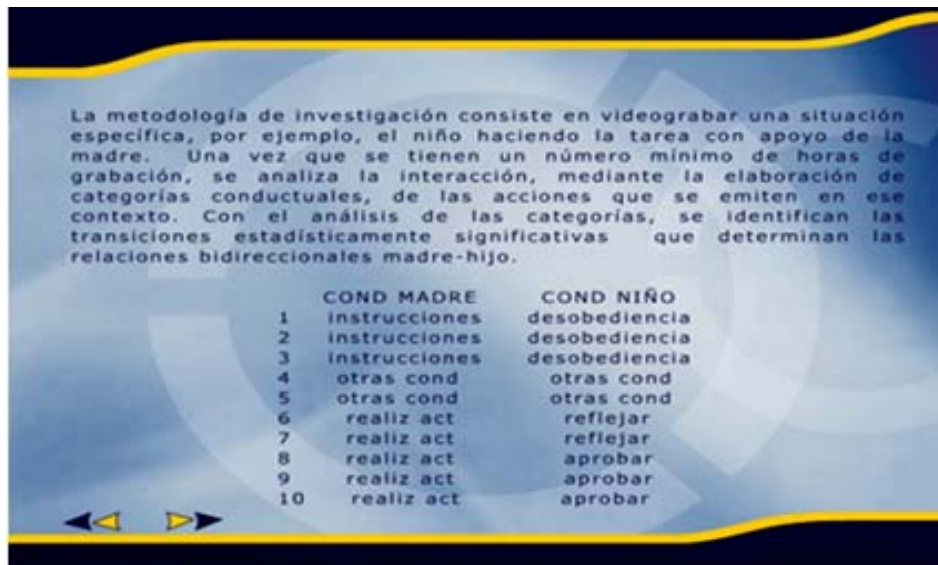 La metodología de investigación consiste en videograbar una situación
específica, por ejemplo, el niño haciendo la tarea con apoyo de la
madre. Una vez que se tienen un número mínimo de horas de
grabación, se analiza la interacción, mediante la elaboración de
categorías conductuales, de las acciones que se emiten en ese
contexto. Con el análisis de las categorías, se identifican las
transiciones estadísticamente significativas que determinan las
relaciones bidireccionales madre-hijo.
COND MADRE COND NIÑO
1 instrucciones desobediencia
2 instrucciones desobediencia
3 instrucciones desobediencia
4 otras cond otras cond
5 otras cond otras cond
6 realiz act reflejar
7 realiz act reflejar
8 realiz act aprobar
9 realiz act aprobar
10 realiz act aprobar